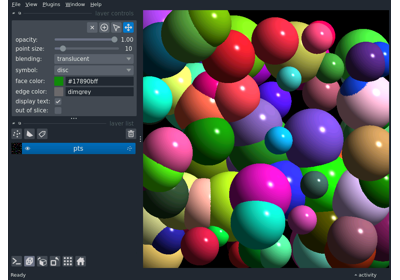 File View Plugins Window Help
layer controls
opacity: 1.00
point size: 10
blending: translucent
symbol: disc
face color: #17890bff
edge color: dimgrey
display text: ✓
out of slice:
layer list
pts
Ready
activity